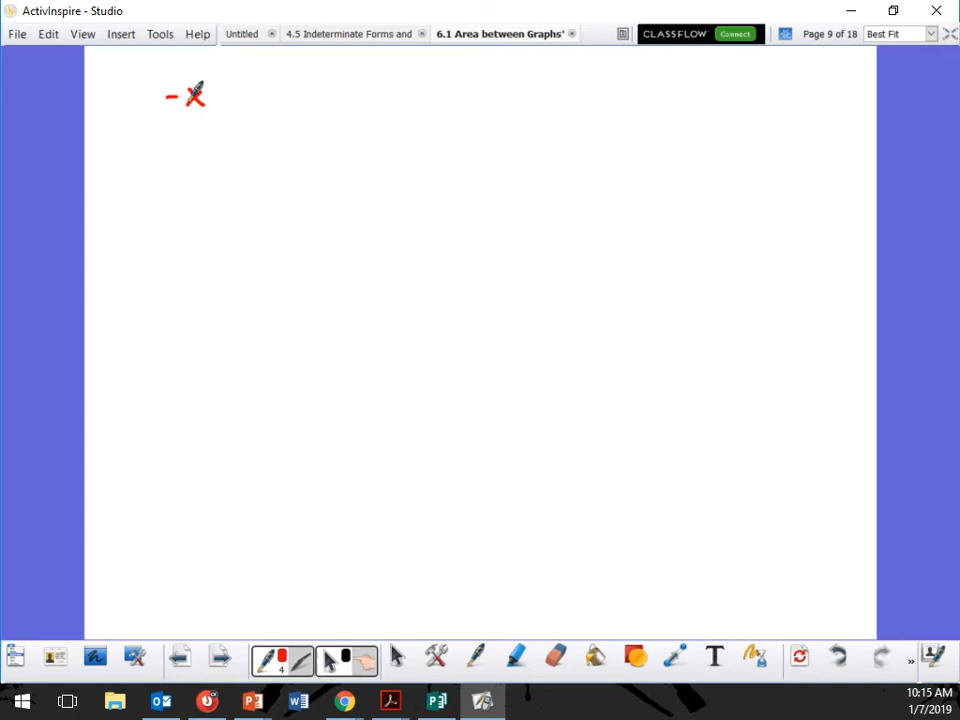 ActivInspire - Studio
File Edit View Insert Tools Help Untitled 4.5 Indeterminate Forms and 6.1 Area between Graphs* CLASSFLOW Connect Page 9 of 18 Best Fit
-x
4
T
»
10:15 AM
1/7/2019